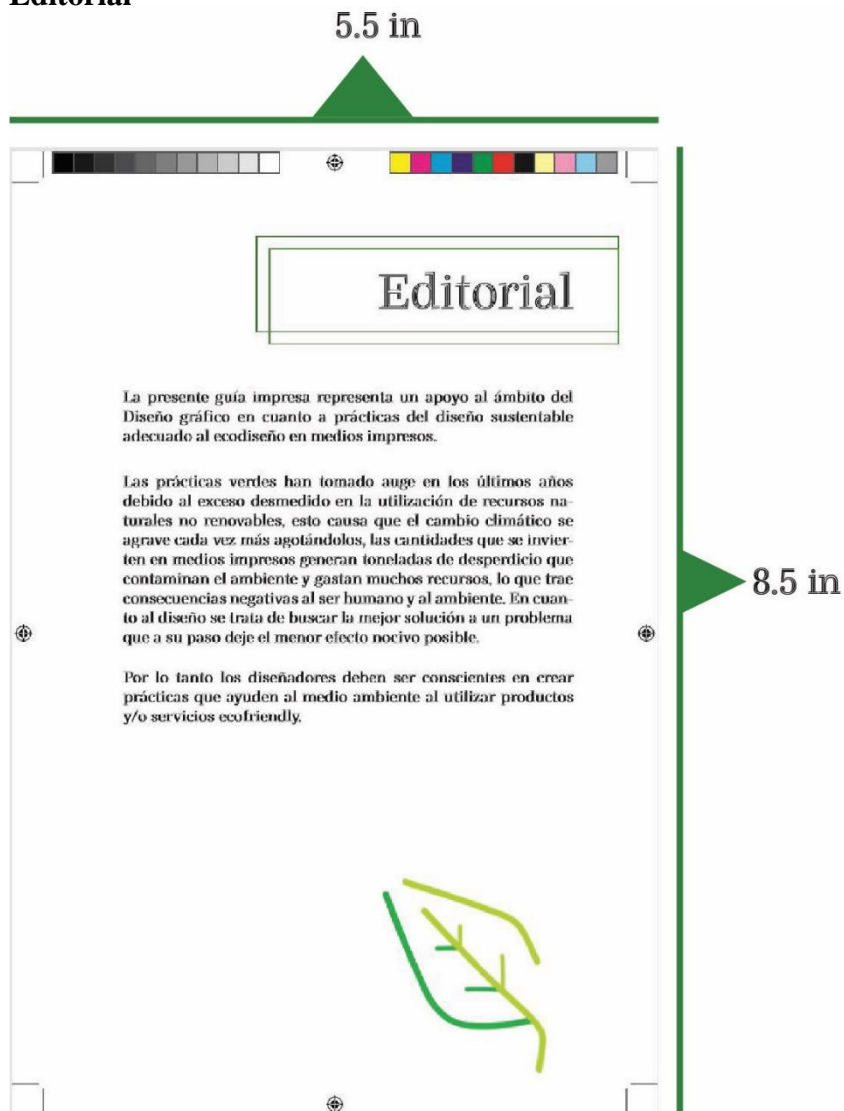 Editorial
5.5 in
Editorial
La presente guía impresa representa un apoyo al ámbito del
Diseño gráfico en cuanto a prácticas del diseño sustentable
adecuado al ecodiseño en medios impresos.
Las prácticas verdes han tomado auge en los últimos años
debido al exceso desmedido en la utilización de recursos na-
turales no renovables, esto causa que el cambio climático se
agrave cada vez más agotándolos, las cantidades que se invier-
ten en medios impresos generan toneladas de desperdicio que
contaminan el ambiente y gastan muchos recursos, lo que trae
consecuencias negativas al ser humano y al ambiente. En cuan-
to al diseño se trata de buscar la mejor solución a un problema
que a su paso deje el menor efecto nocivo posible.
8.5 in
Por lo tanto los diseñadores deben ser conscientes en crear
prácticas que ayuden al medio ambiente al utilizar productos
y/o servicios ecofriendly.